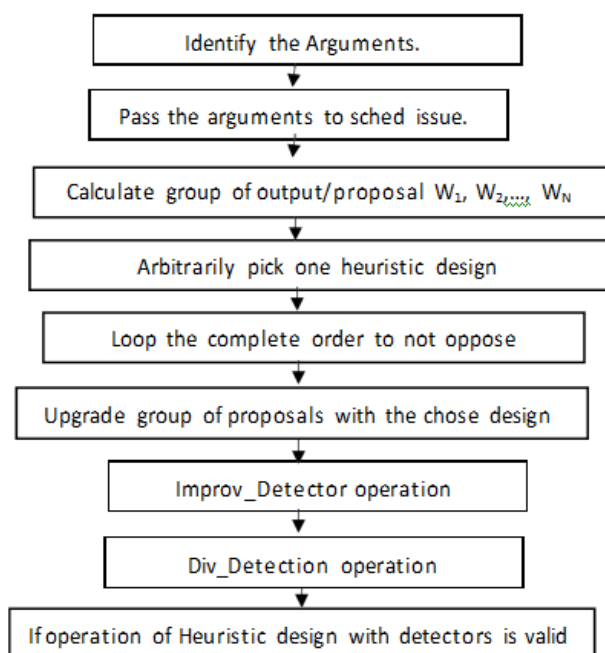 Identify the Arguments.
Pass the arguments to sched issue.
Calculate group of output/proposal W₁, W₂,..., W_N
Arbitrarily pick one heuristic design
Loop the complete order to not oppose
Upgrade group of proposals with the chose design
Improv_Detector operation
Div_Detection operation
If operation of Heuristic design with detectors is valid